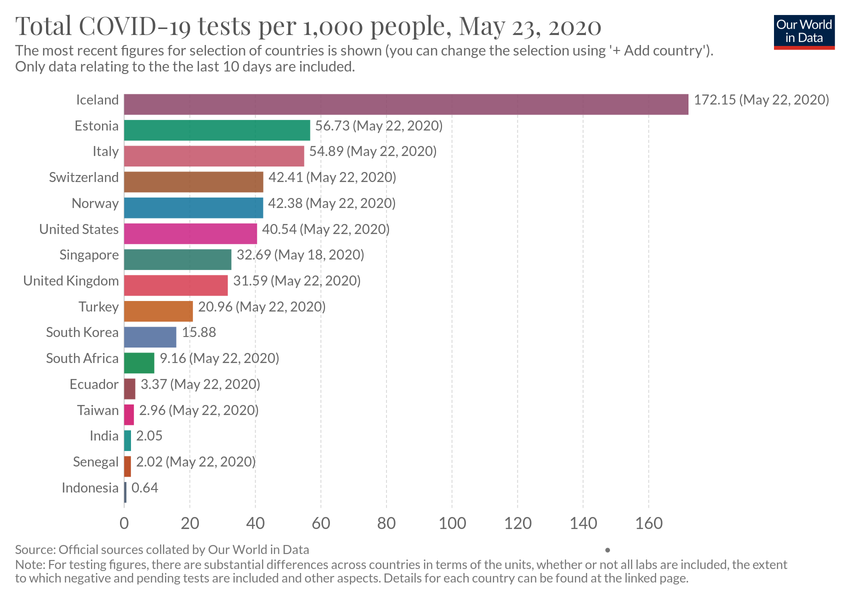 Total COVID-19 tests per 1,000 people, May 23, 2020
Our World
in Data
The most recent figures for selection of countries is shown (you can change the selection using '+ Add country').
Only data relating to the the last 10 days are included.
Iceland 172.15 (May 22, 2020)
Estonia 56.73 (May 22, 2020)
Italy 54.89 (May 22, 2020)
Switzerland 42.41 (May 22, 2020)
Norway 42.38 (May 22, 2020)
United States 40.54 (May 22, 2020)
Singapore 32.69 (May 18, 2020)
United Kingdom 31.59 (May 22, 2020)
Turkey 20.96 (May 22, 2020)
South Korea 15.88
South Africa 9.16 (May 22, 2020)
Ecuador 3.37 (May 22, 2020)
Taiwan 2.96 (May 22, 2020)
India 2.05
Senegal 2.02 (May 22, 2020)
Indonesia 0.64
0 20 40 60 80 100 120 140 160
Source: Official sources collated by Our World in Data
Note: For testing figures, there are substantial differences across countries in terms of the units, whether or not all labs are included, the extent
to which negative and pending tests are included and other aspects. Details for each country can be found at the linked page.